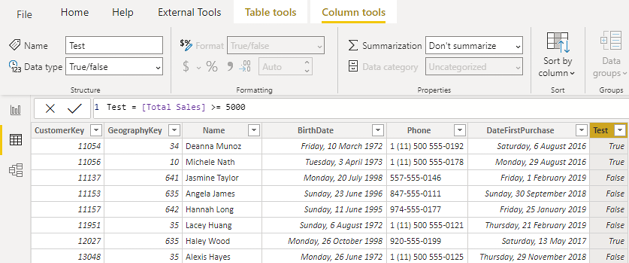 File Home Help External Tools Table tools Column tools
Name Test
Data type True/false
Structure
Format True/false
$ % 9 .00 Auto
Formatting
Summarization Don't summarize
Data category Uncategorized
Properties
Sort by column
Sort
Data groups
Groups
1 Test = [Total Sales] >= 5000
CustomerKey GeographyKey Name BirthDate Phone DateFirstPurchase Test
11054 34 Deanna Munoz Friday, 10 March 1972 1 (11) 500 555-0192 Saturday, 6 August 2016 True
11056 10 Michele Nath Tuesday, 3 April 1973 1 (11) 500 555-0178 Monday, 29 August 2016 True
11137 641 Jasmine Taylor Monday, 20 July 1998 557-555-0146 Friday, 1 February 2019 False
11153 635 Angela James Sunday, 23 June 1996 847-555-0111 Sunday, 30 September 2018 False
11157 642 Hannah Long Sunday, 11 June 1995 974-555-0177 Friday, 25 January 2019 False
11951 35 Lacey Huang Sunday, 6 August 1972 1 (11) 500 555-0121 Thursday, 21 February 2019 False
12027 635 Haley Wood Monday, 26 October 1998 920-555-0199 Saturday, 13 May 2017 True
13048 35 Alexis Hayes Monday, 26 June 1972 1 (11) 500 555-0125 Thursday, 29 November 2018 False